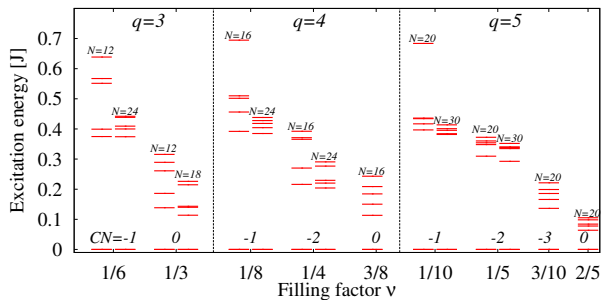 q=3 q=4 q=5
Excitation energy [J]
0.7
0.6
0.5
0.4
0.3
0.2
0.1
0
N=12 N=24 N=12 N=18
N=16 N=24 N=16 N=24 N=16
N=20 N=30 N=20 N=30 N=20 N=20
CN=-1 0 -1 -2 0 -1 -2 -3 0
1/6 1/3 1/8 1/4 3/8 1/10 1/5 3/10 2/5
Filling factor ν